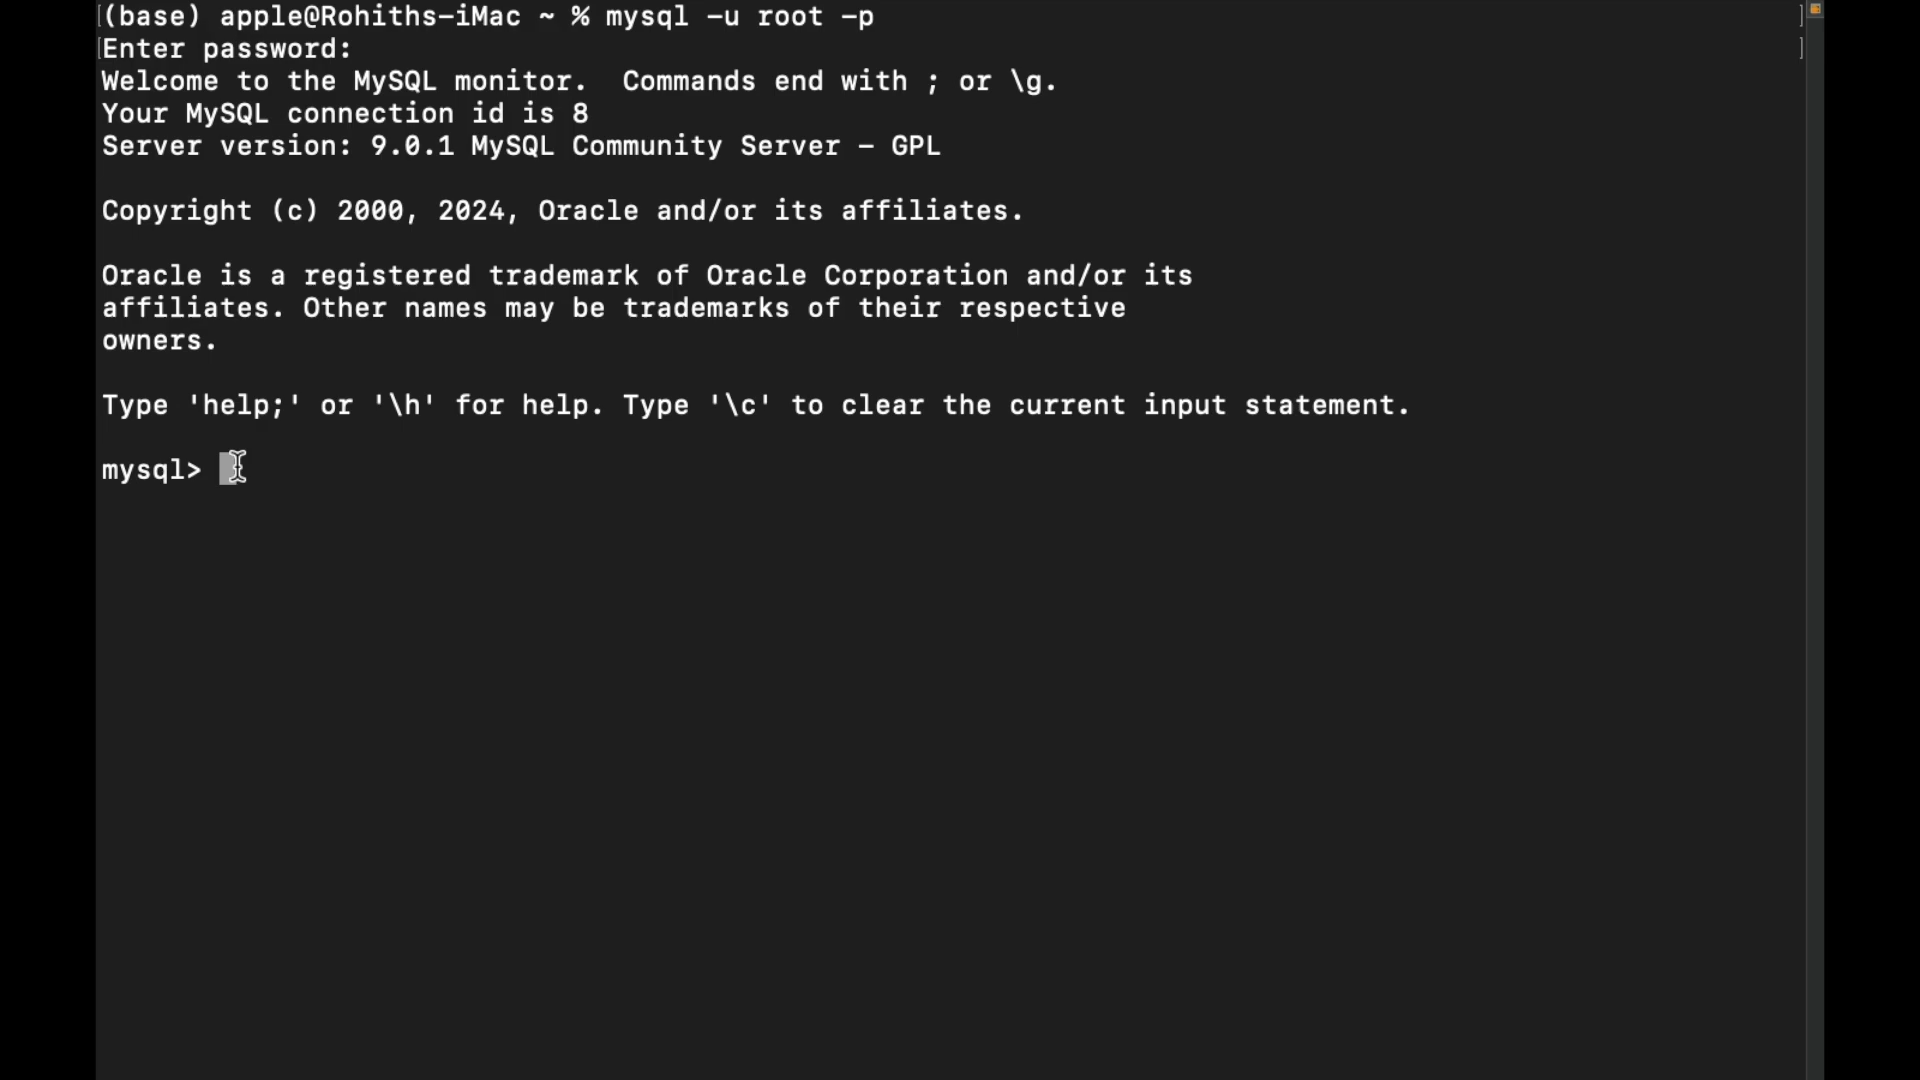 (base) apple@Rohiths-iMac ~ % mysql -u root -p
Enter password:
Welcome to the MySQL monitor.  Commands end with ; or \g.
Your MySQL connection id is 8
Server version: 9.0.1 MySQL Community Server - GPL
Copyright (c) 2000, 2024, Oracle and/or its affiliates.
Oracle is a registered trademark of Oracle Corporation and/or its
affiliates. Other names may be trademarks of their respective
owners.
Type 'help;' or '\h' for help. Type '\c' to clear the current input statement.
mysql>